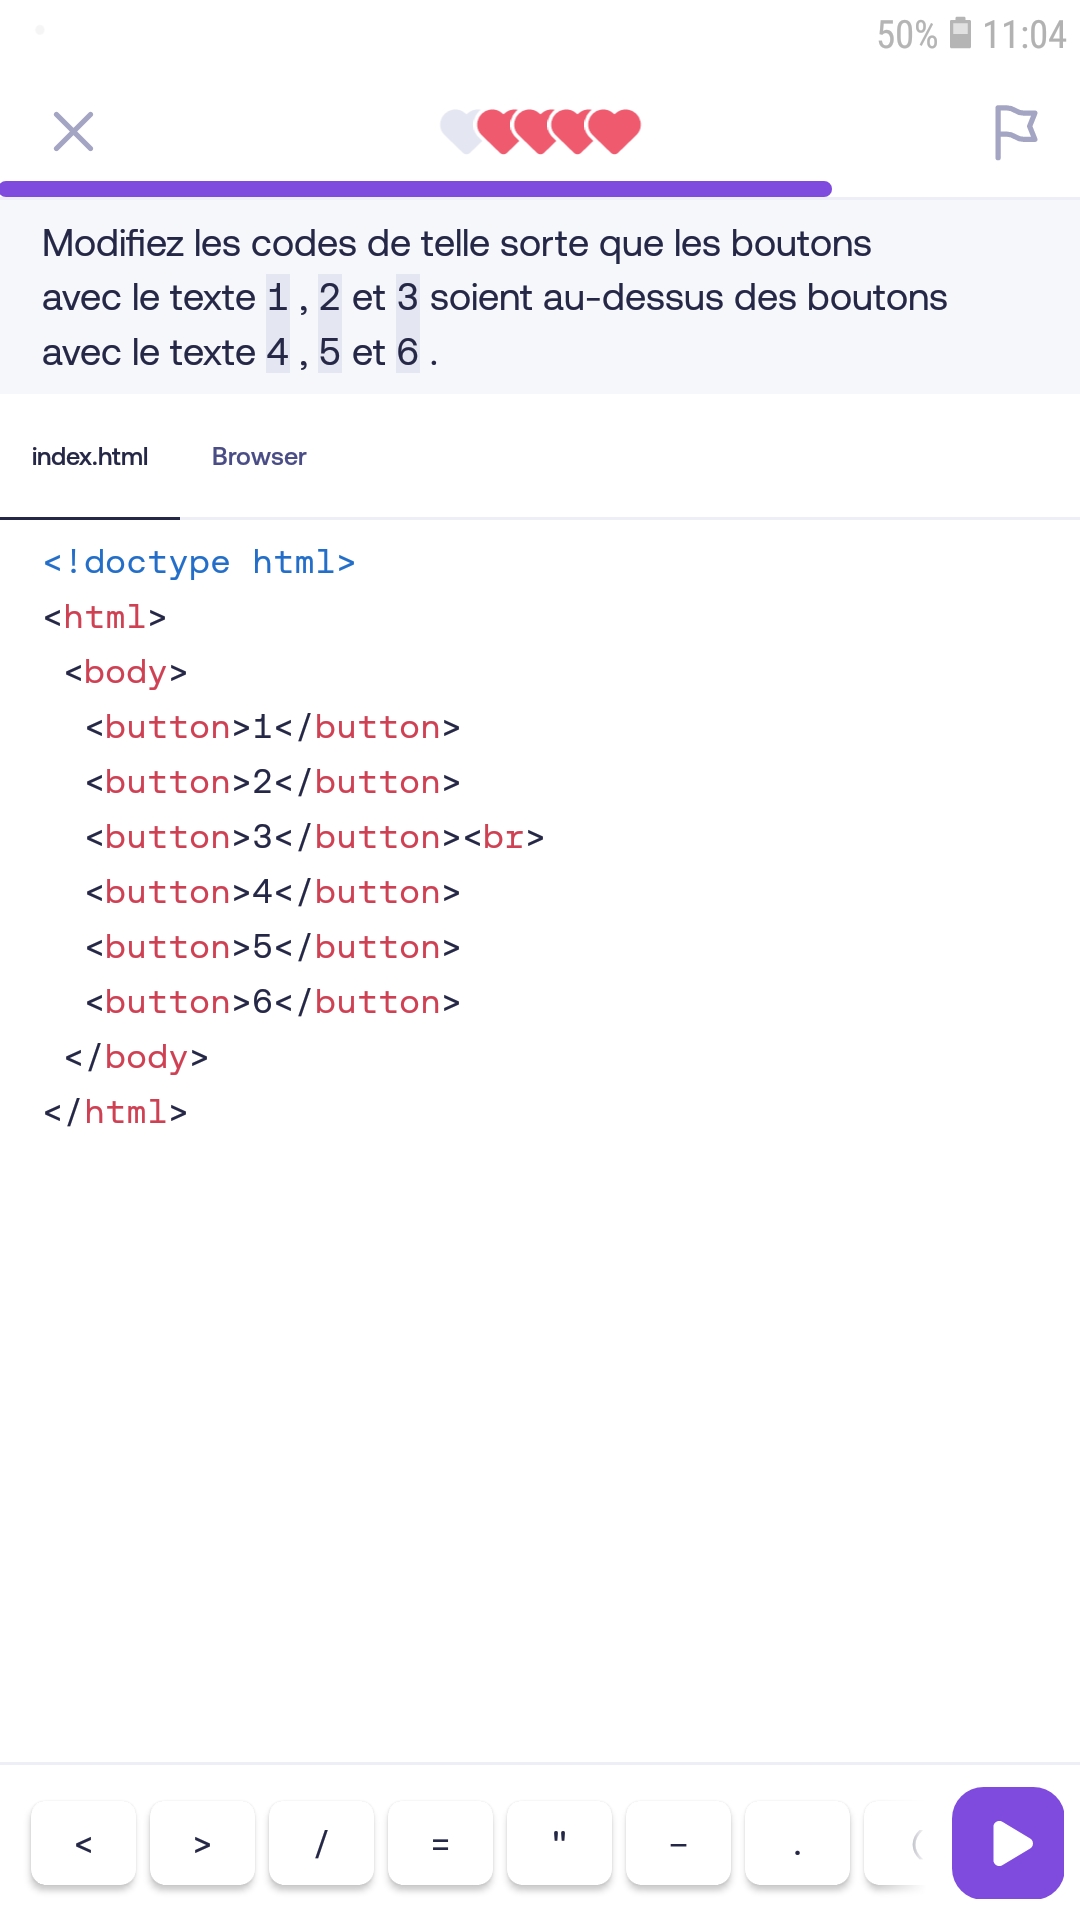 50% 11:04
Modifiez les codes de telle sorte que les boutons
avec le texte 1 , 2 et 3 soient au-dessus des boutons
avec le texte 4 , 5 et 6 .
index.html Browser
<!doctype html>
<html>
<body>
<button>1</button>
<button>2</button>
<button>3</button><br>
<button>4</button>
<button>5</button>
<button>6</button>
</body>
</html>
< > / = " - . (